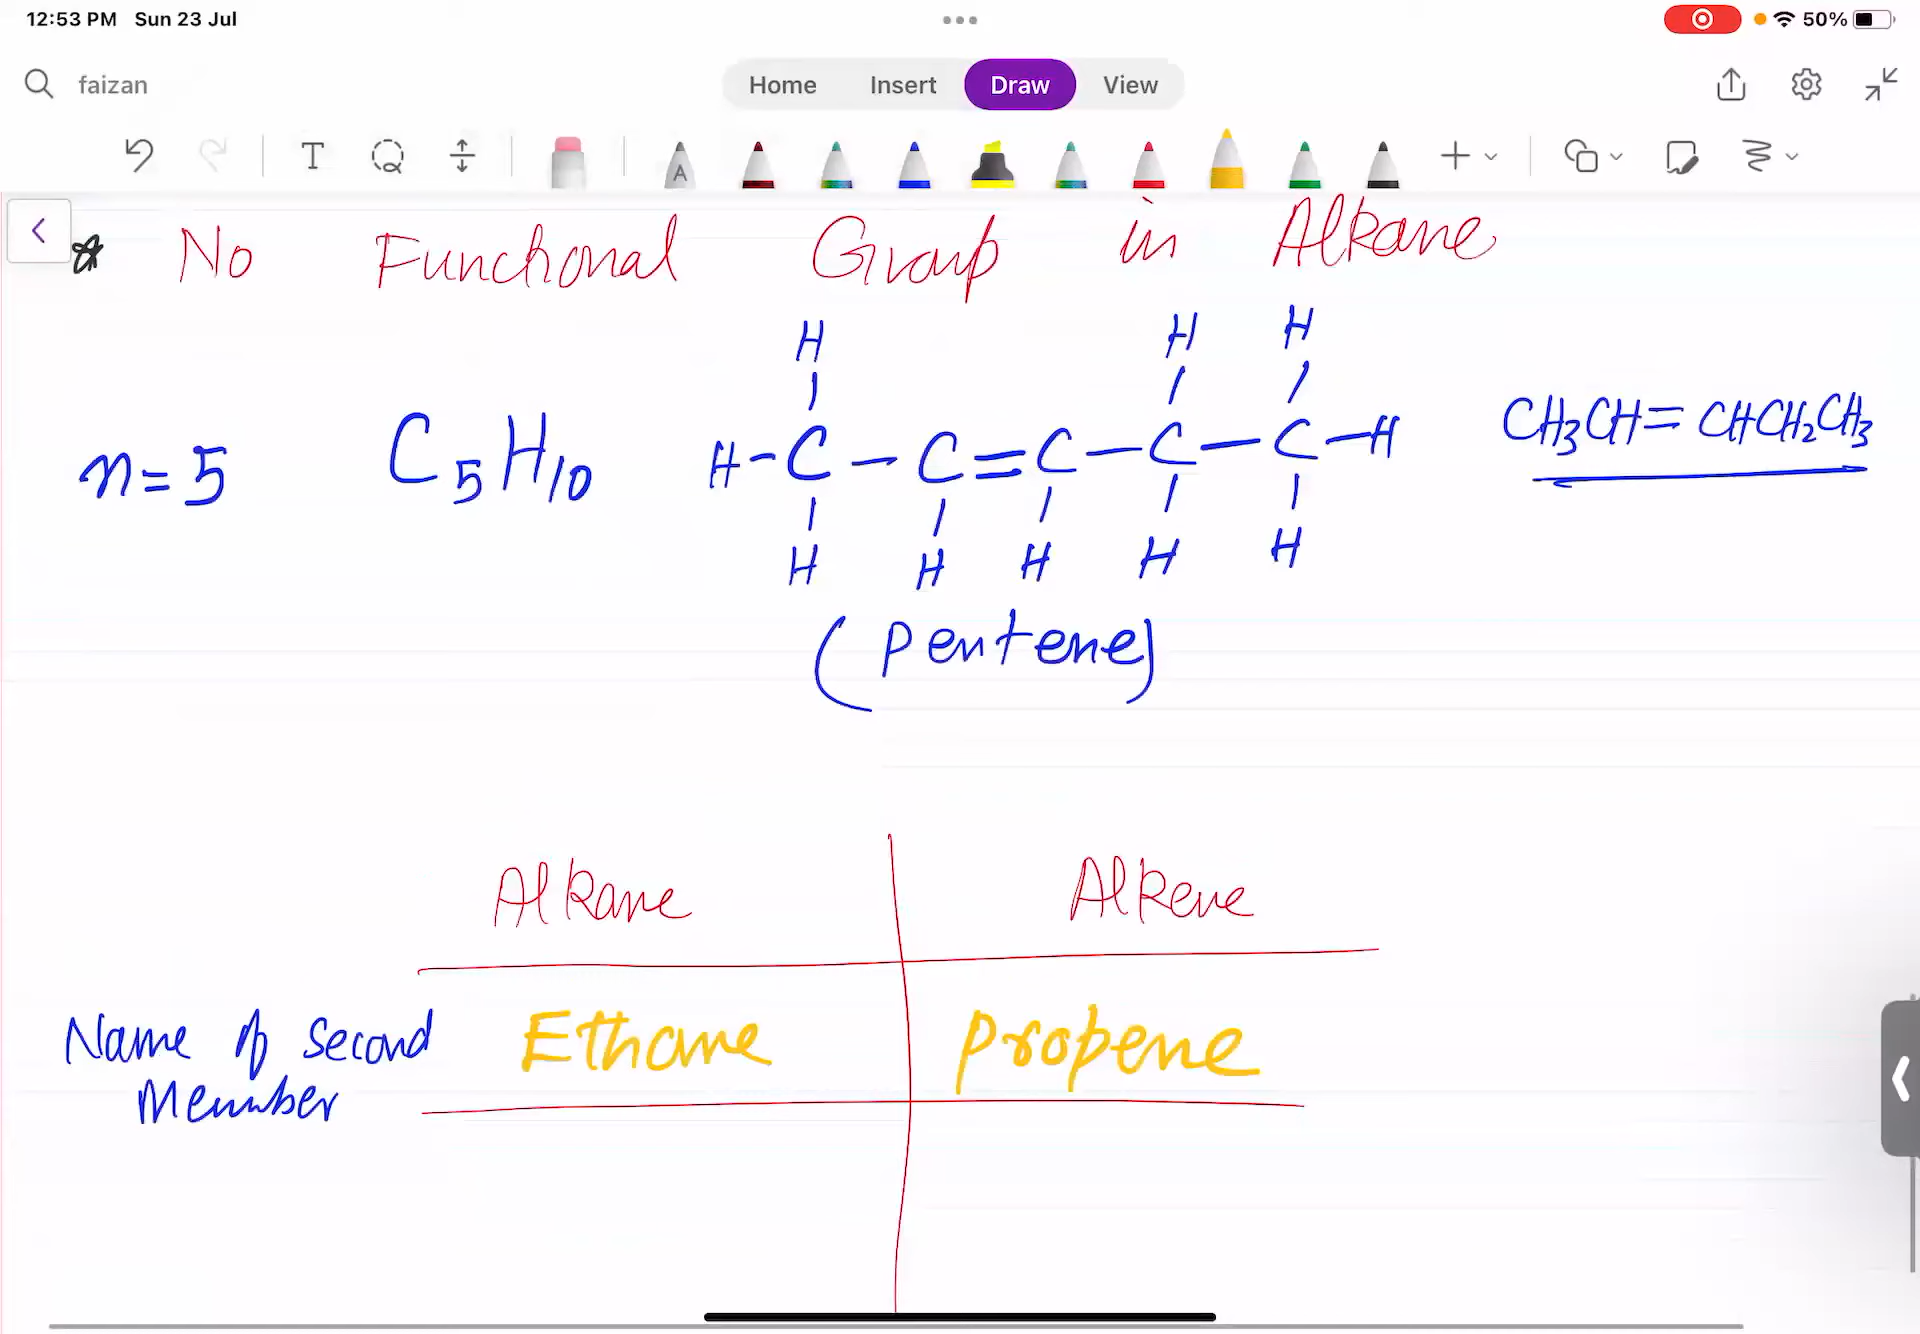 12:53 PM Sun 23 Jul
50%
faizan
Home Insert Draw View
T
A
No Functional Group in Alkane
H H H
n=5 C5H10 H-C-C=C-C-C-H CH3CH=CHCH2CH3
H H H H H
(pentene)
Alkane Alkene
Name of second Ethane propene
Member